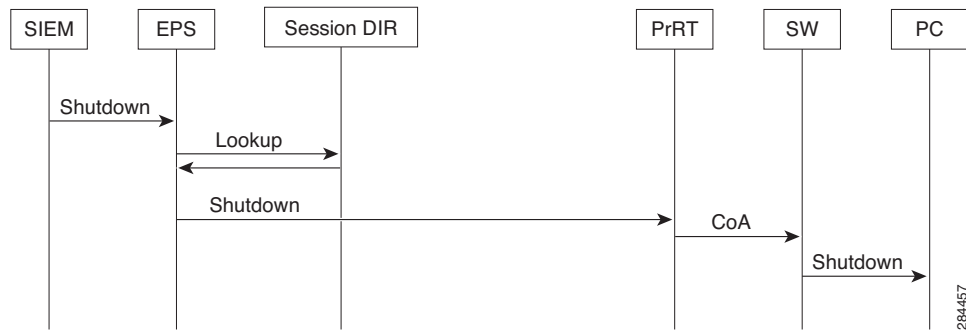 SIEM EPS Session DIR PrRT SW PC
Shutdown
Lookup
Shutdown
CoA
Shutdown
284457